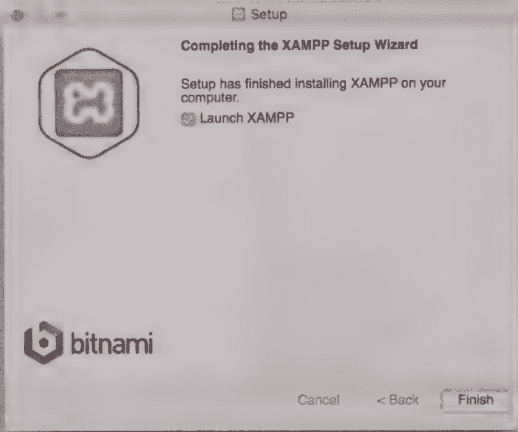 Setup
Completing the XAMPP Setup Wizard
Setup has finished installing XAMPP on your
computer.
Launch XAMPP
bitnami
Cancel
< Back
Finish